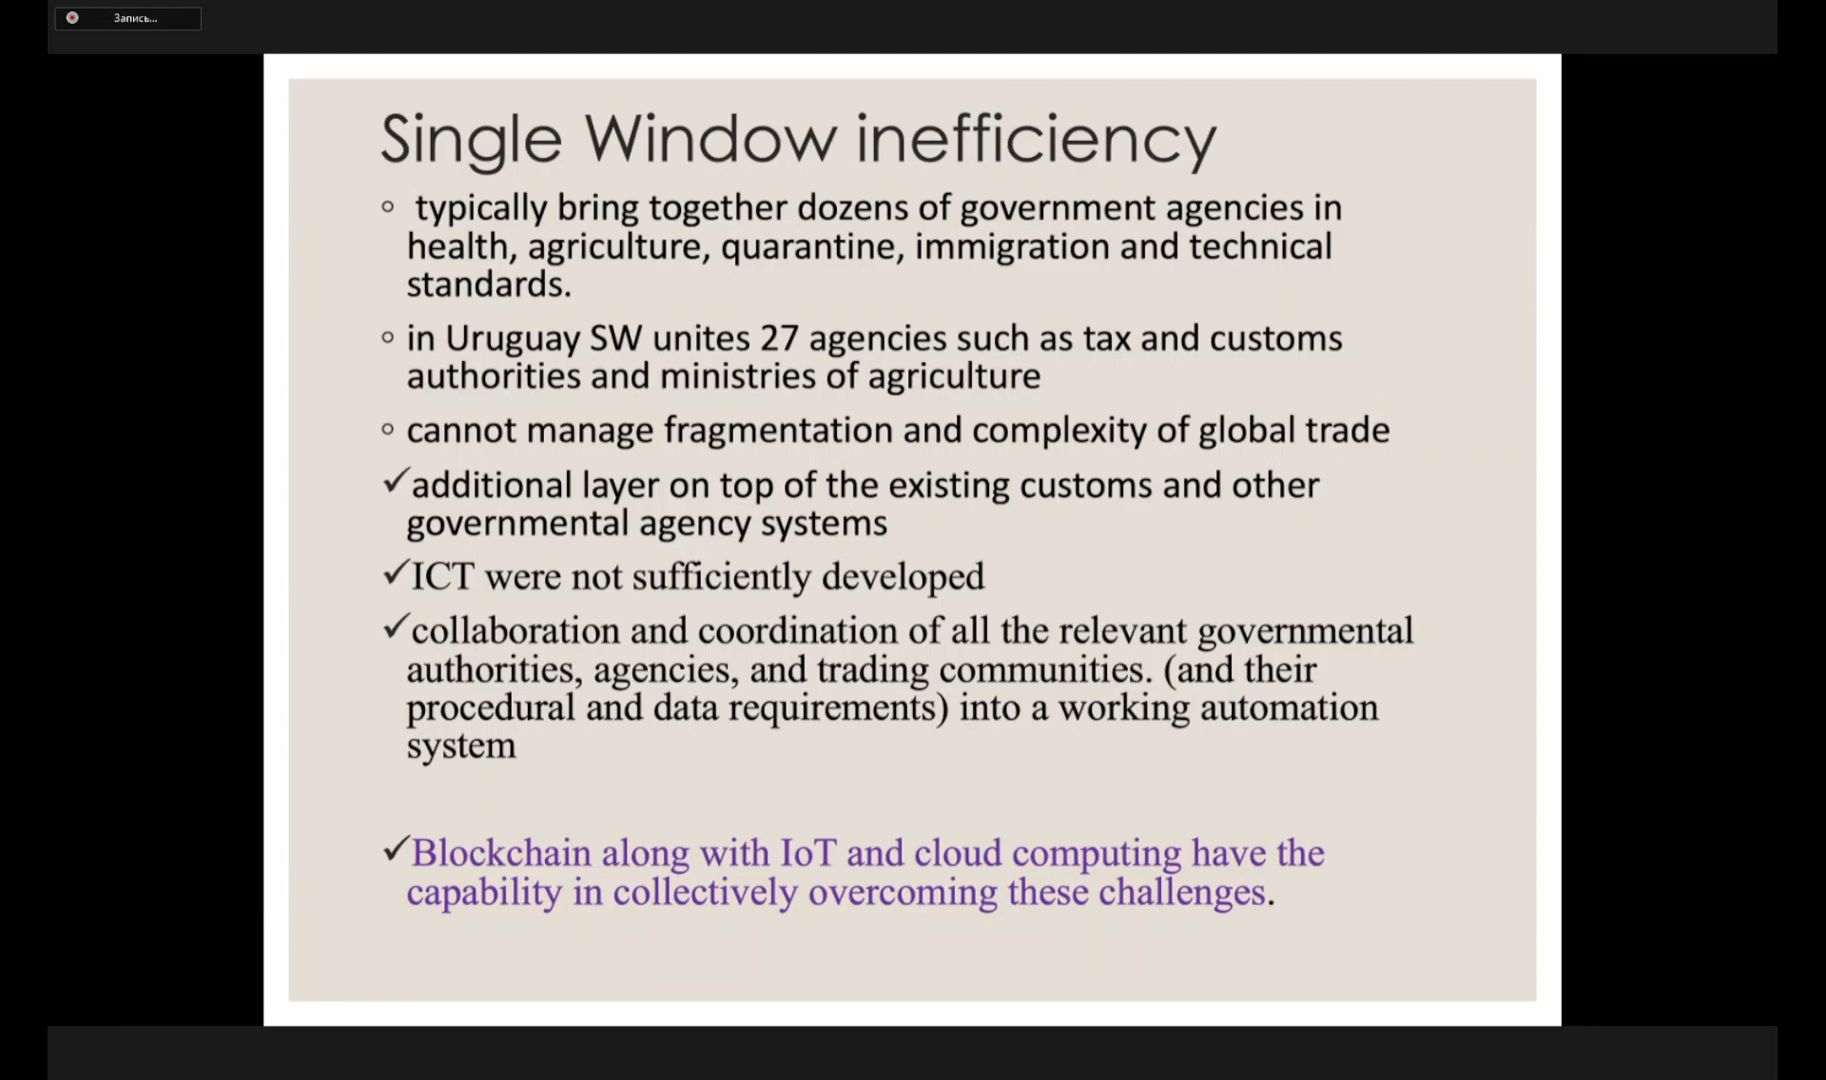 Запись...
Single Window inefficiency
typically bring together dozens of government agencies in
health, agriculture, quarantine, immigration and technical
standards.
in Uruguay SW unites 27 agencies such as tax and customs
authorities and ministries of agriculture
cannot manage fragmentation and complexity of global trade
✓additional layer on top of the existing customs and other
governmental agency systems
✓ICT were not sufficiently developed
✓collaboration and coordination of all the relevant governmental
authorities, agencies, and trading communities. (and their
procedural and data requirements) into a working automation
system
✓Blockchain along with IoT and cloud computing have the
capability in collectively overcoming these challenges.